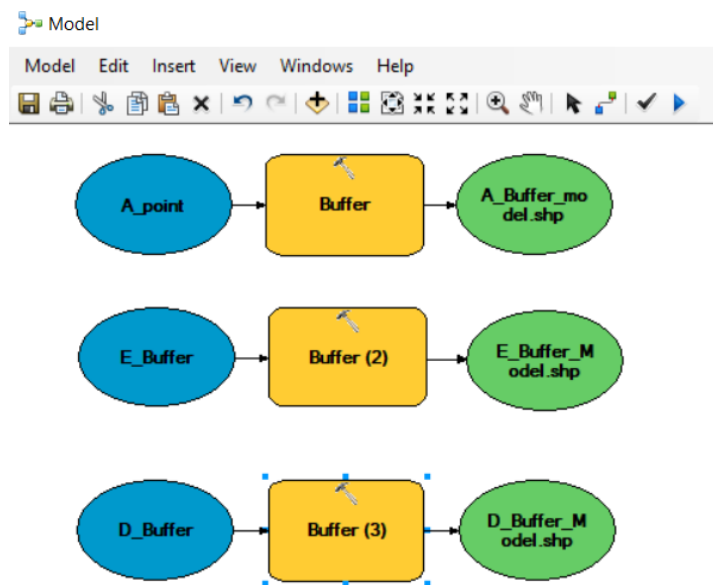 Model
Model Edit Insert View Windows Help
A_point
Buffer
A_Buffer_mo
del.shp
E_Buffer
Buffer (2)
E_Buffer_M
odel.shp
D_Buffer
Buffer (3)
D_Buffer_M
odel.shp